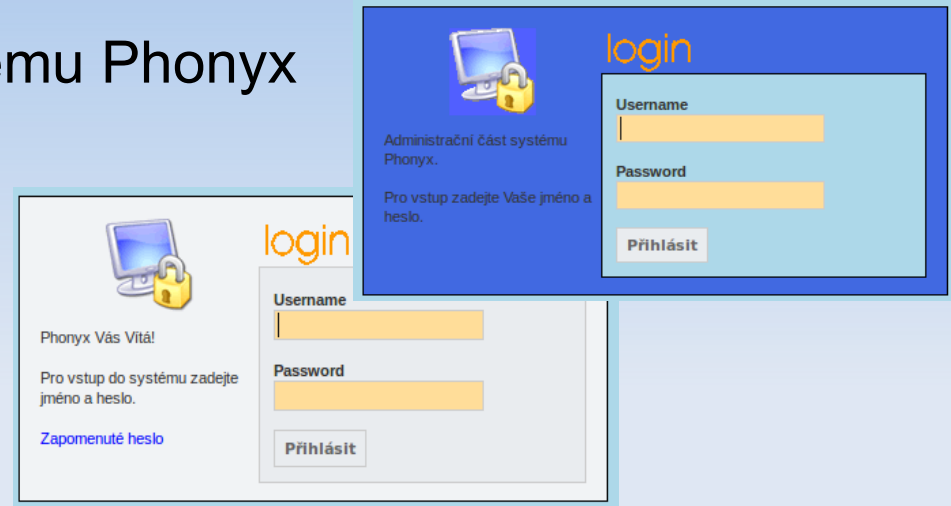 mu Phonyx
login
Administrační část systému
Phonyx.
Pro vstup zadejte Vaše jméno a
heslo.
Username
Password
Přihlásit
login
Phonyx Vás Vítá!
Pro vstup do systému zadejte
jméno a heslo.
Zapomenuté heslo
Username
Password
Přihlásit